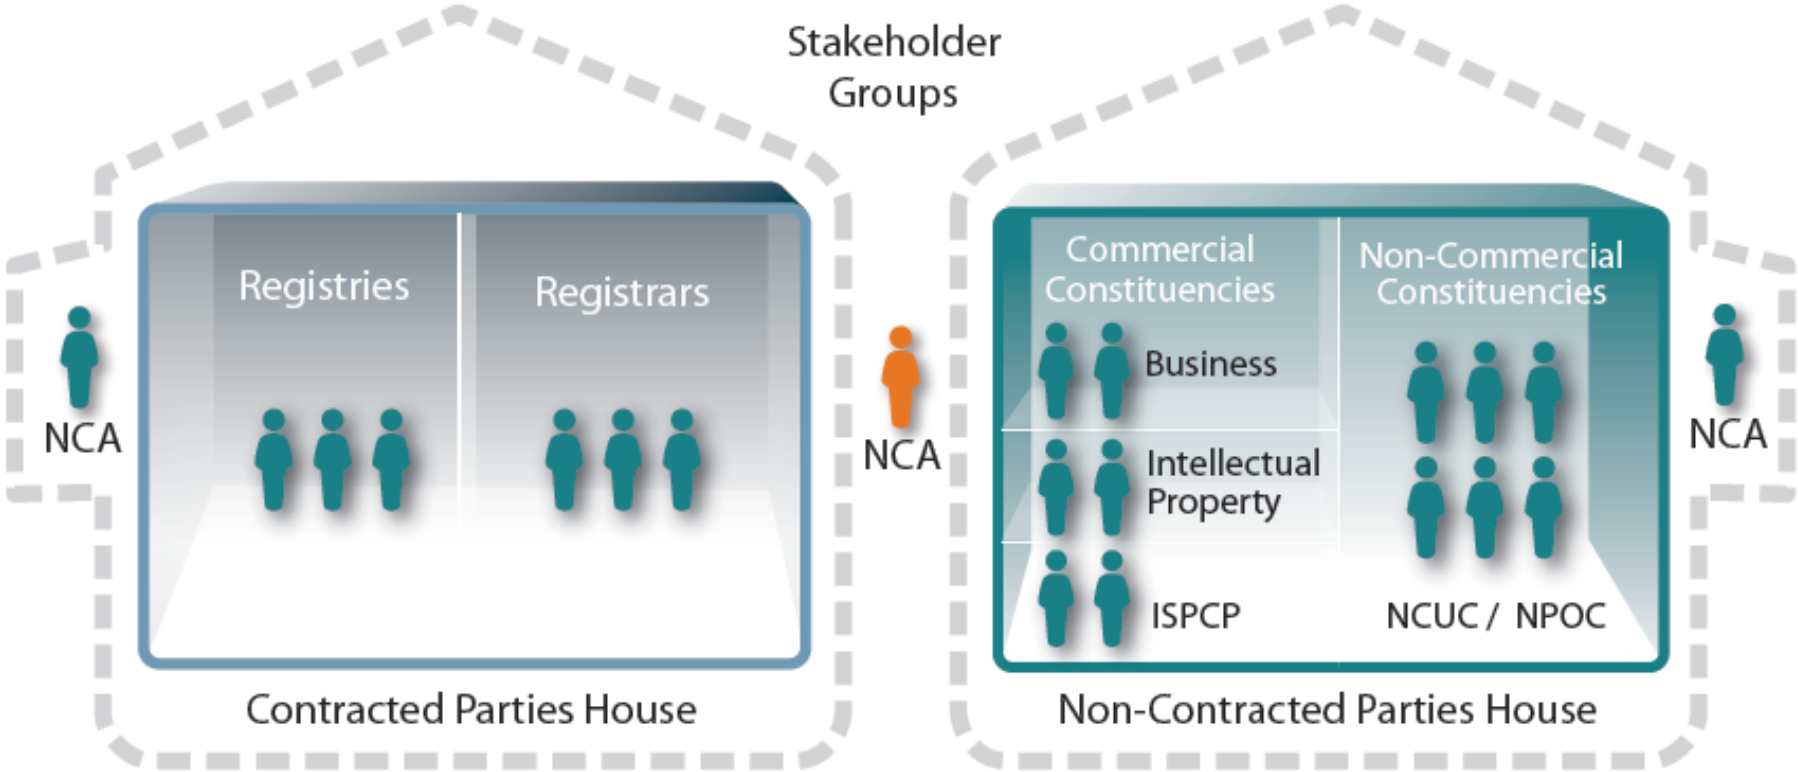 Stakeholder
Groups
Registries
Registrars
NCA
Contracted Parties House
NCA
Commercial
Constituencies
Business
Intellectual
Property
ISPCP
Non-Commercial
Constituencies
NCUC / NPOC
NCA
Non-Contracted Parties House